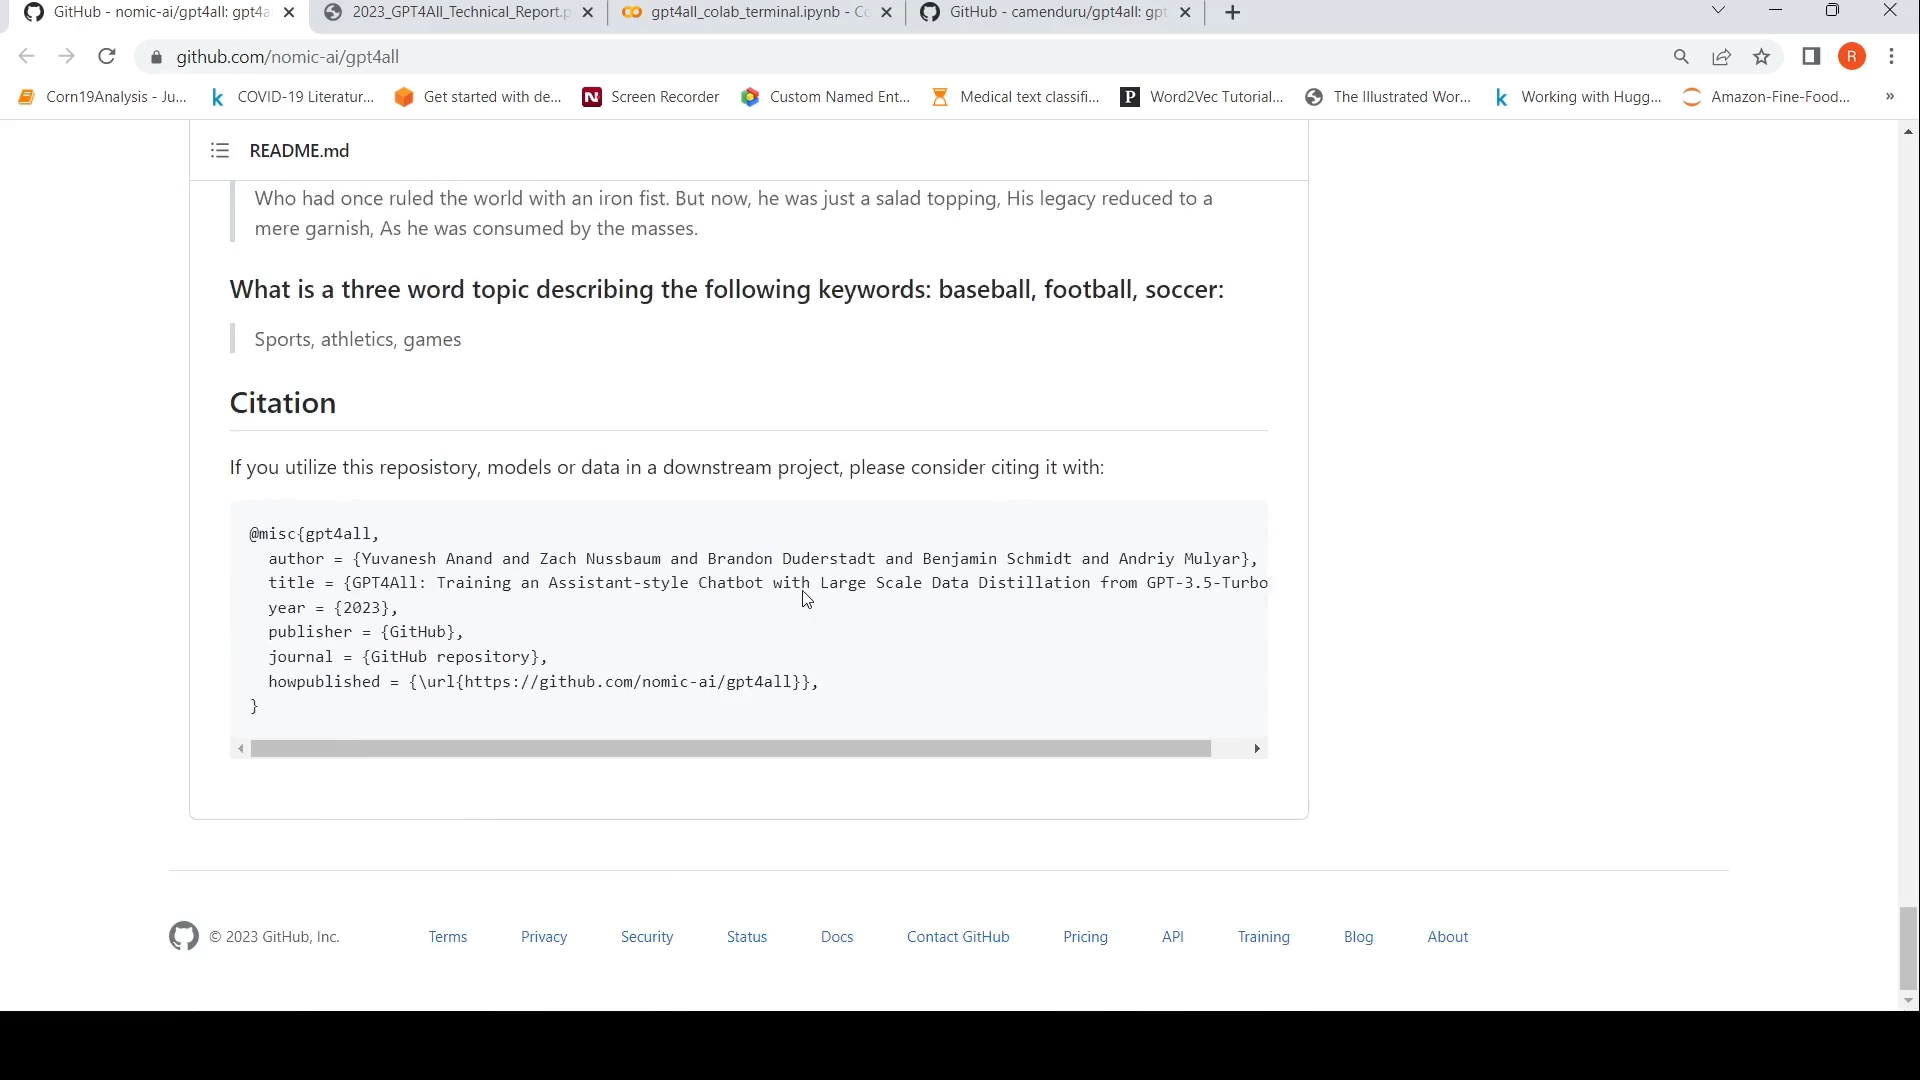 GitHub - nomic-ai/gpt4all: gpt4a
2023_GPT4All_Technical_Report.p
gpt4all_colab_terminal.ipynb - Co
GitHub - camenduru/gpt4all: gpt
github.com/nomic-ai/gpt4all
R
Corn19Analysis - Ju...
COVID-19 Literatur...
Get started with de...
Screen Recorder
Custom Named Ent...
Medical text classifi...
Word2Vec Tutorial...
The Illustrated Wor...
Working with Hugg...
Amazon-Fine-Food...
»
README.md
Who had once ruled the world with an iron fist. But now, he was just a salad topping, His legacy reduced to a
mere garnish, As he was consumed by the masses.
What is a three word topic describing the following keywords: baseball, football, soccer:
Sports, athletics, games
Citation
If you utilize this reposistory, models or data in a downstream project, please consider citing it with:
@misc{gpt4all,
author = {Yuvanesh Anand and Zach Nussbaum and Brandon Duderstadt and Benjamin Schmidt and Andriy Mulyar},
title = {GPT4All: Training an Assistant-style Chatbot with Large Scale Data Distillation from GPT-3.5-Turbo
year = {2023},
publisher = {GitHub},
journal = {GitHub repository},
howpublished = {\url{https://github.com/nomic-ai/gpt4all}},
}
© 2023 GitHub, Inc.
Terms
Privacy
Security
Status
Docs
Contact GitHub
Pricing
API
Training
Blog
About